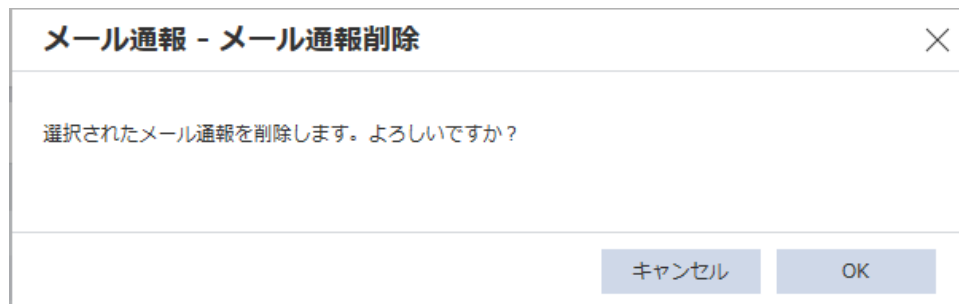 メール通報 - メール通報削除
選択されたメール通報を削除します。よろしいですか？
キャンセル
OK